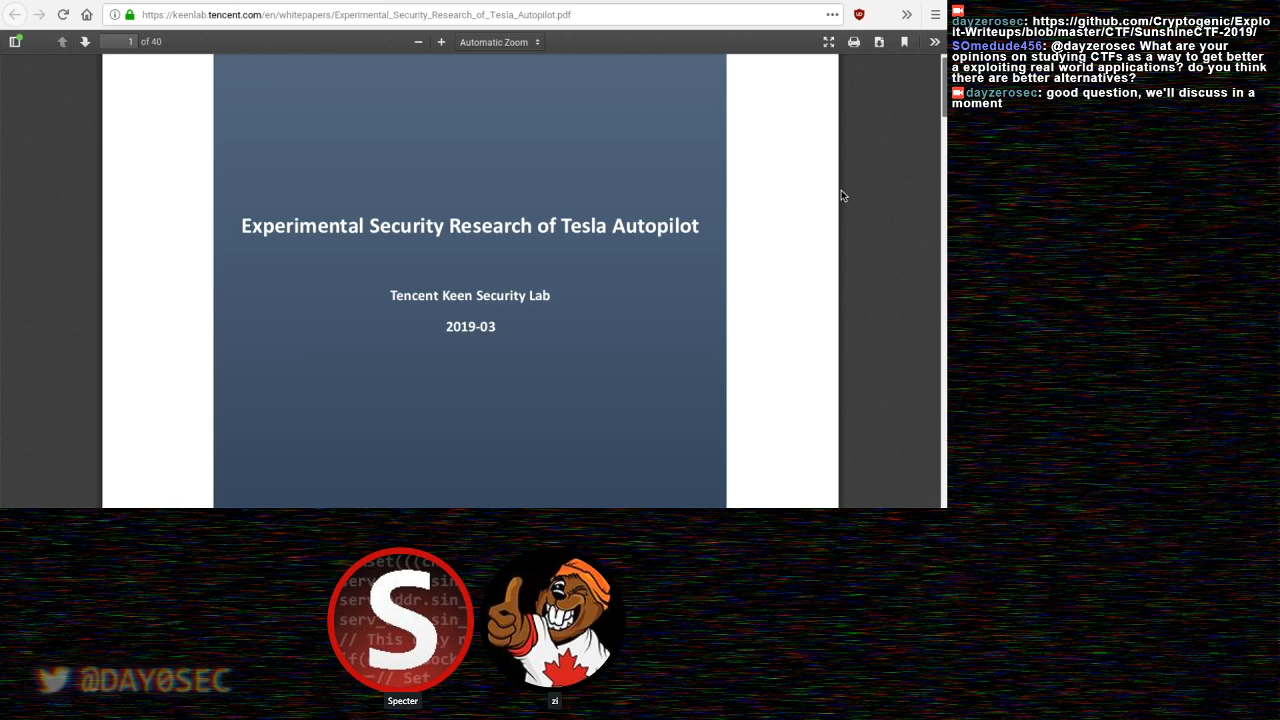 https://keenlab.tencent.com/en/whitepapers/Experimental_Security_Research_of_Tesla_Autopilot.pdf
1 of 40
Automatic Zoom
Experimental Security Research of Tesla Autopilot
Tencent Keen Security Lab
2019-03
dayzerosec: https://github.com/Cryptogenic/Explo
it-Writeups/blob/master/CTF/SunshineCTF-2019/
SOmedude456: @dayzerosec What are your
opinions on studying CTFs as a way to get better
a exploiting real world applications? do you think
there are better alternatives?
dayzerosec: good question, we'll discuss in a
moment
S
@DAY0SEC
Specter
zi